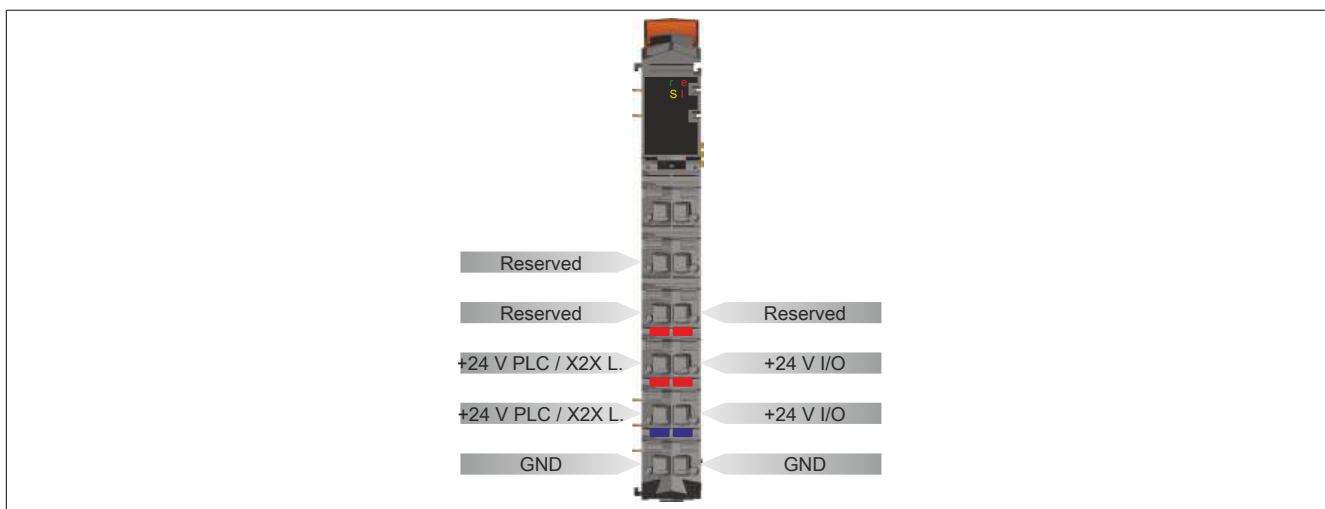 r e
S l
Reserved
Reserved Reserved
+24 V PLC / X2X L. +24 V I/O
+24 V PLC / X2X L. +24 V I/O
GND GND